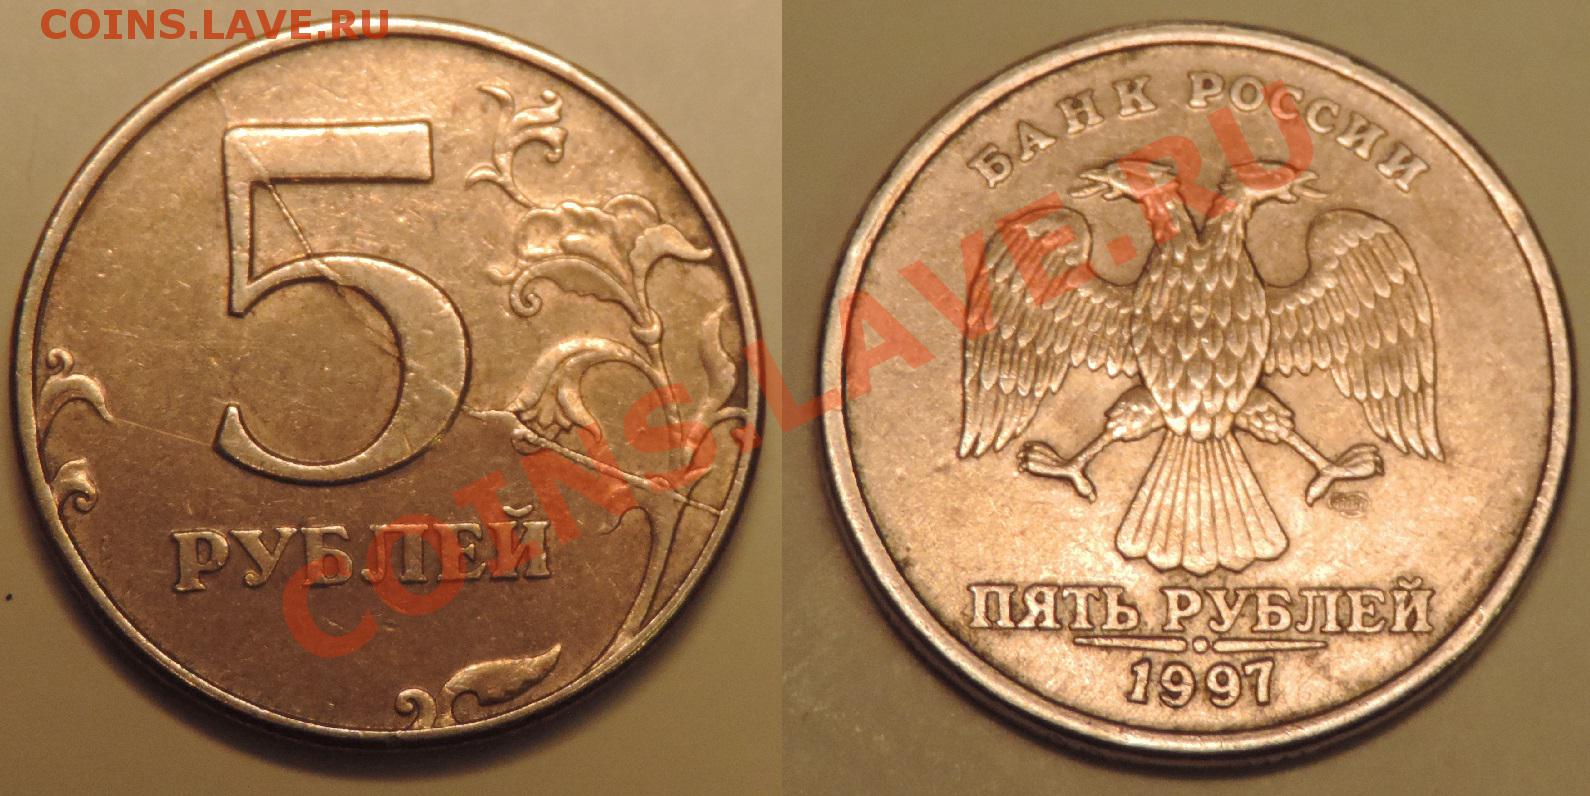 COINS.LAVE.RU
5
РУБЛЕЙ
БАНК РОССИИ
ПЯТЬ РУБЛЕЙ
1997
COINS.LAVE.RU